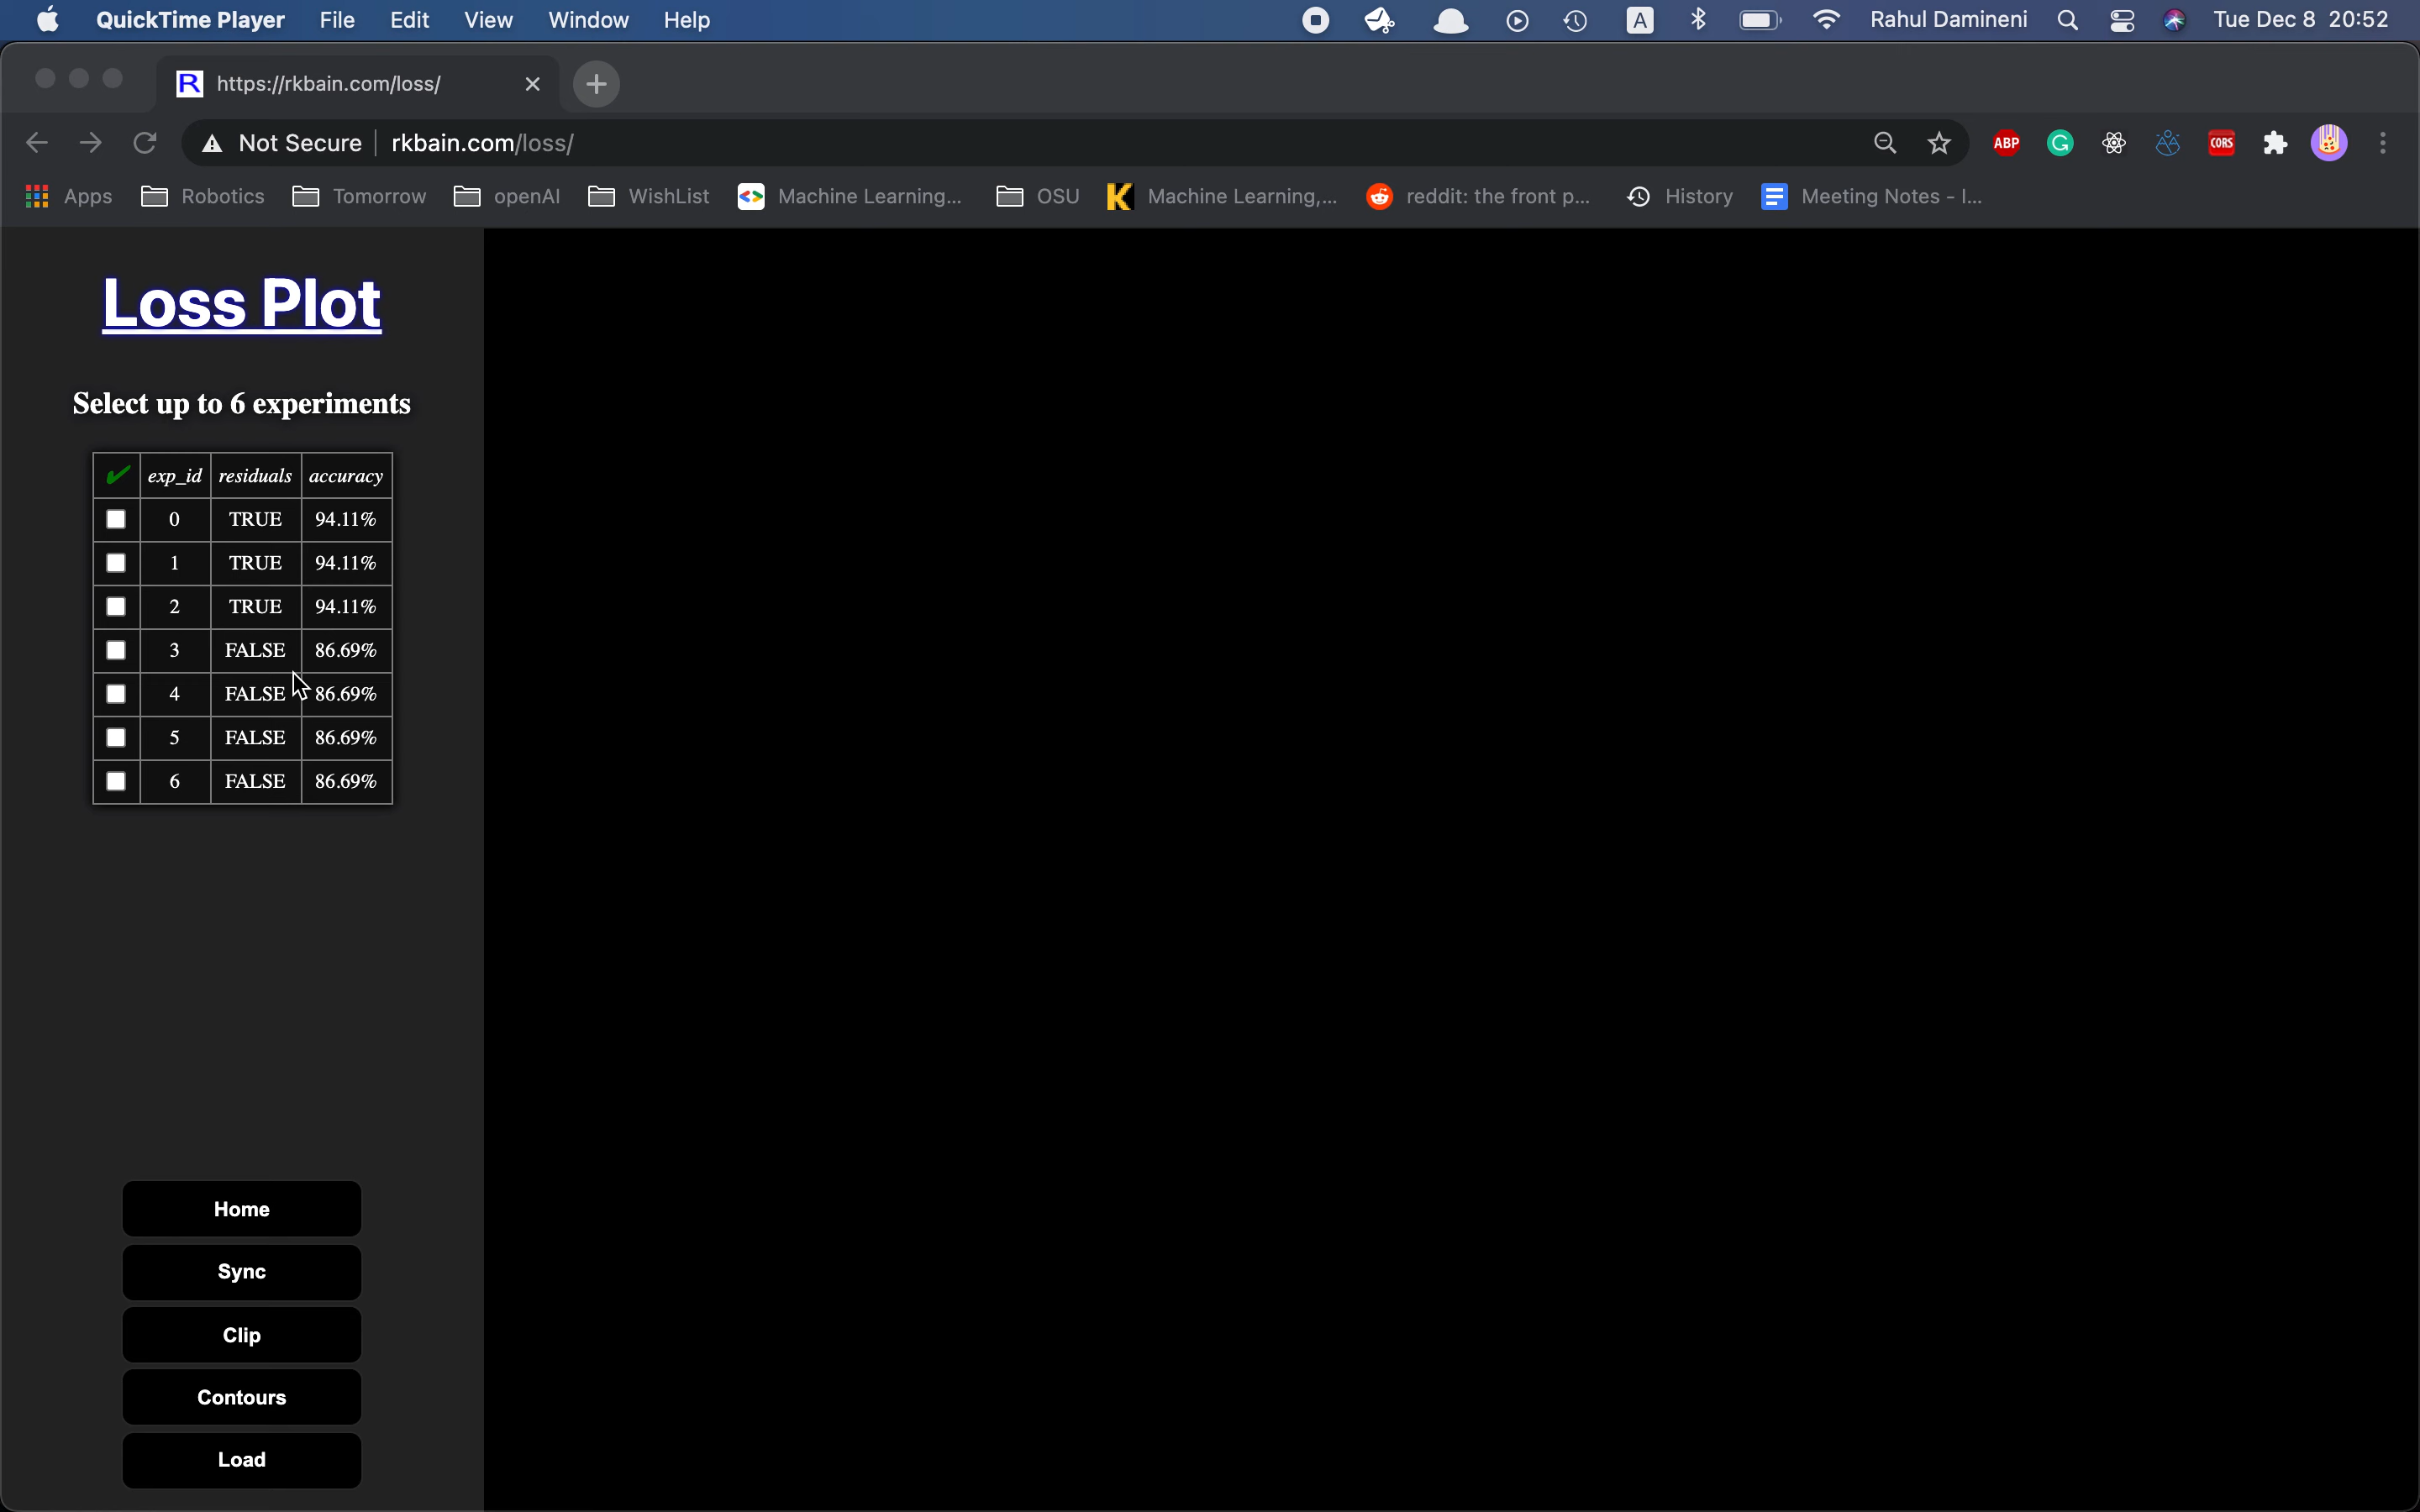 QuickTime Player File Edit View Window Help A Rahul Damineni Tue Dec 8 20:52
R https://rkbain.com/loss/
Not Secure rkbain.com/loss/ ABP G CORS
Apps Robotics Tomorrow openAI WishList Machine Learning... OSU K Machine Learning,... reddit: the front p... History Meeting Notes - I...
Loss Plot
Select up to 6 experiments
✔ exp_id residuals accuracy
0 TRUE 94.11%
1 TRUE 94.11%
2 TRUE 94.11%
3 FALSE 86.69%
4 FALSE 86.69%
5 FALSE 86.69%
6 FALSE 86.69%
Home
Sync
Clip
Contours
Load